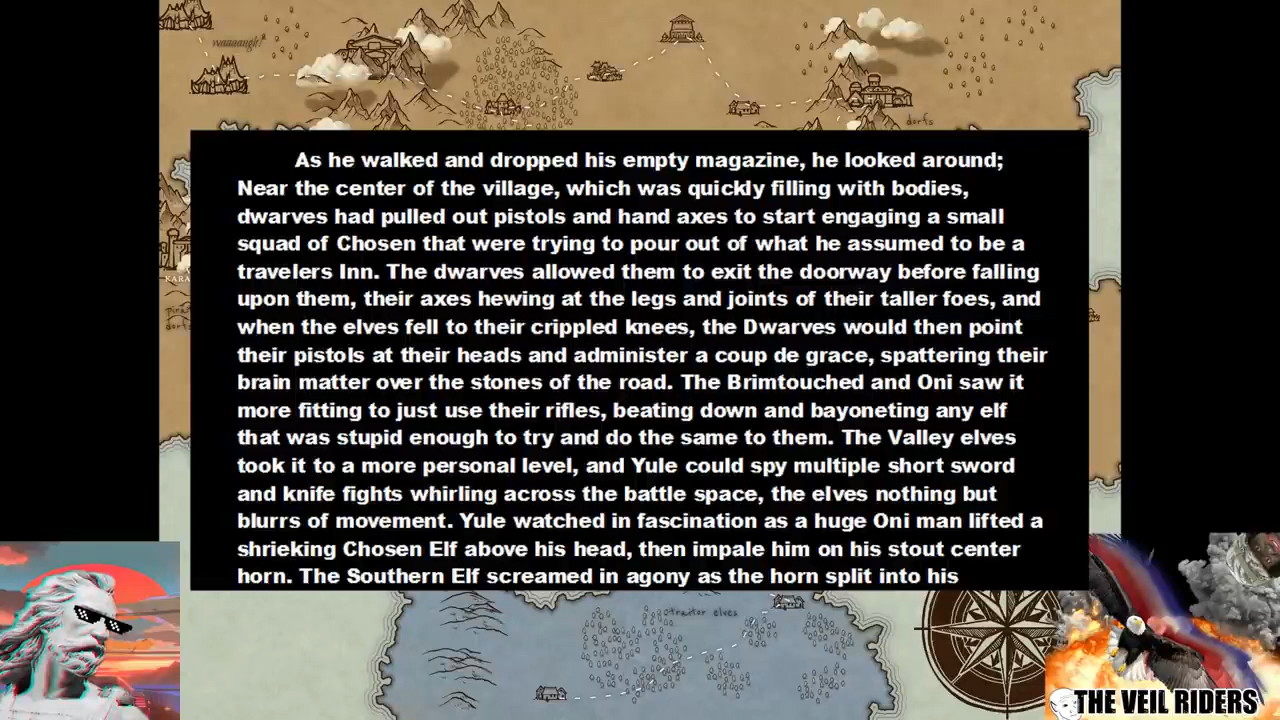 waaaaugh!
dorfs
As he walked and dropped his empty magazine, he looked around;
Near the center of the village, which was quickly filling with bodies,
dwarves had pulled out pistols and hand axes to start engaging a small
squad of Chosen that were trying to pour out of what he assumed to be a
travelers Inn. The dwarves allowed them to exit the doorway before falling
upon them, their axes hewing at the legs and joints of their taller foes, and
when the elves fell to their crippled knees, the Dwarves would then point
their pistols at their heads and administer a coup de grace, spattering their
brain matter over the stones of the road. The Brimtouched and Oni saw it
more fitting to just use their rifles, beating down and bayoneting any elf
that was stupid enough to try and do the same to them. The Valley elves
took it to a more personal level, and Yule could spy multiple short sword
and knife fights whirling across the battle space, the elves nothing but
blurrs of movement. Yule watched in fascination as a huge Oni man lifted a
shrieking Chosen Elf above his head, then impale him on his stout center
horn. The Southern Elf screamed in agony as the horn split into his
KARA
dorfs
traitor elves
THE VEIL RIDERS